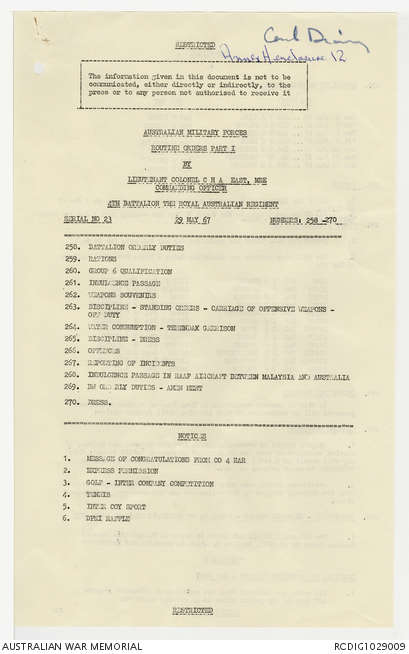 RESTRICTED
The information given in this document is not to be
communicated, either directly or indirectly, to the
press or to any person not authorised to receive it
AUSTRALIAN MILITARY FORCES
ROUTINE ORDERS PART I
BY
LIEUTENANT COLONEL C H A EAST, MBE
COMMANDING OFFICER
4TH BATTALION THE ROYAL AUSTRALIAN REGIMENT
SERIAL NO 23 29 MAY 67 NUMBERS: 258 -270
258. BATTALION ORDERLY DUTIES
259. RATIONS
260. GROUP 6 QUALIFICATION
261. INDULGENCE PASSAGE
262. WEAPONS SOUVENIRS
263. DISCIPLINE - STANDING ORDERS - CARRIAGE OF OFFENSIVE WEAPONS -
OFF DUTY
264. WATER CONSUMPTION - TERENDAK GARRISON
265. DISCIPLINE - DRESS
266. OFFENCES
267. REPORTING OF INCIDENTS
268. INDULGENCE PASSAGE IN RAAF AIRCRAFT BETWEEN MALAYSIA AND AUSTRALIA
269. BN ORDERLY DUTIES - AMENDMENT
270. DRESS.
NOTICES
1. MESSAGE OF CONGRATULATIONS FROM CO 4 RAR
2. EXPRESS PERMISSION
3. GOLF - INTER COMPANY COMPETITION
4. TENNIS
5. INTER COY SPORT
6. RAFFLE
RESTRICTED
AUSTRALIAN WAR MEMORIAL
RCDIG1029009